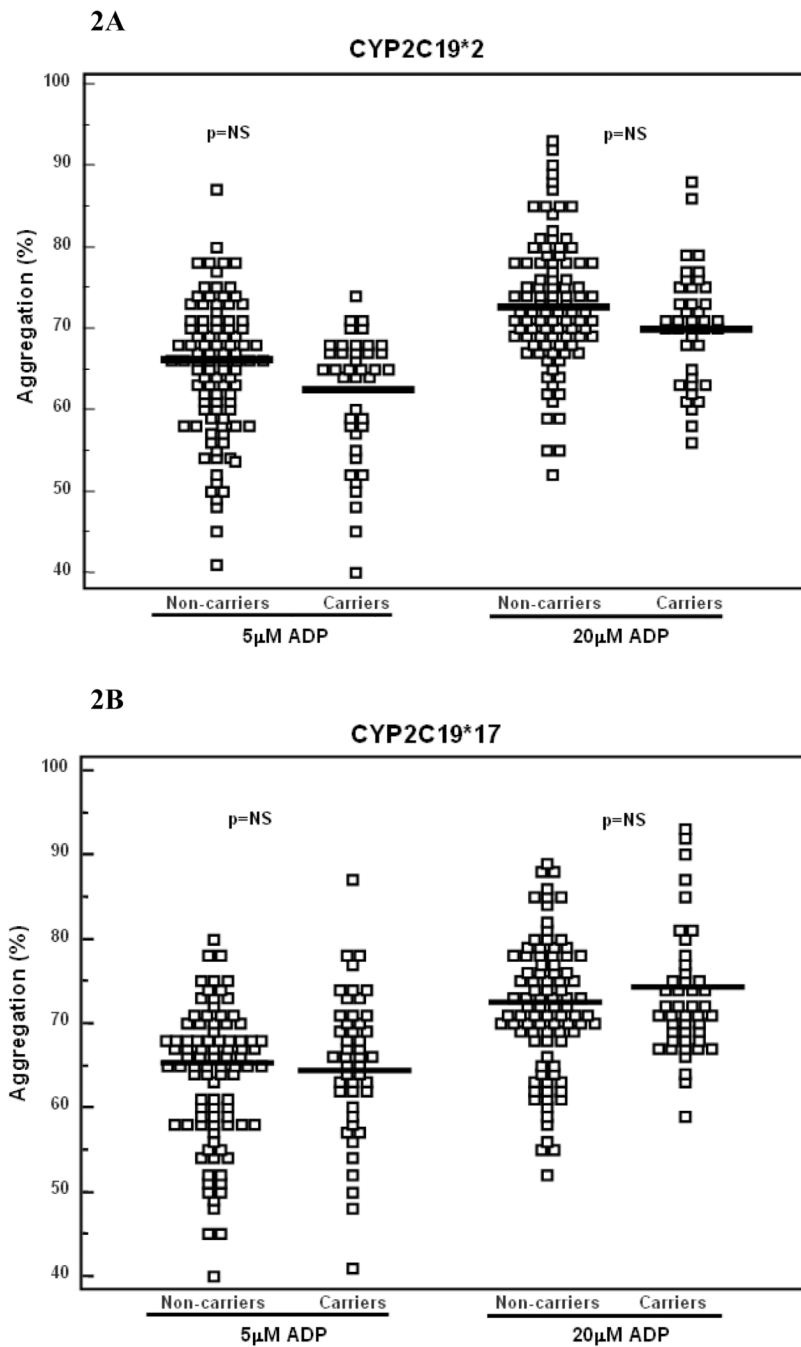 2A
CYP2C19*2
100
90
80
70
60
50
40
Aggregation (%)
p=NS p=NS
Non-carriers Carriers Non-carriers Carriers
5μM ADP 20μM ADP
2B
CYP2C19*17
100
90
80
70
60
50
40
Aggregation (%)
p=NS p=NS
Non-carriers Carriers Non-carriers Carriers
5μM ADP 20μM ADP